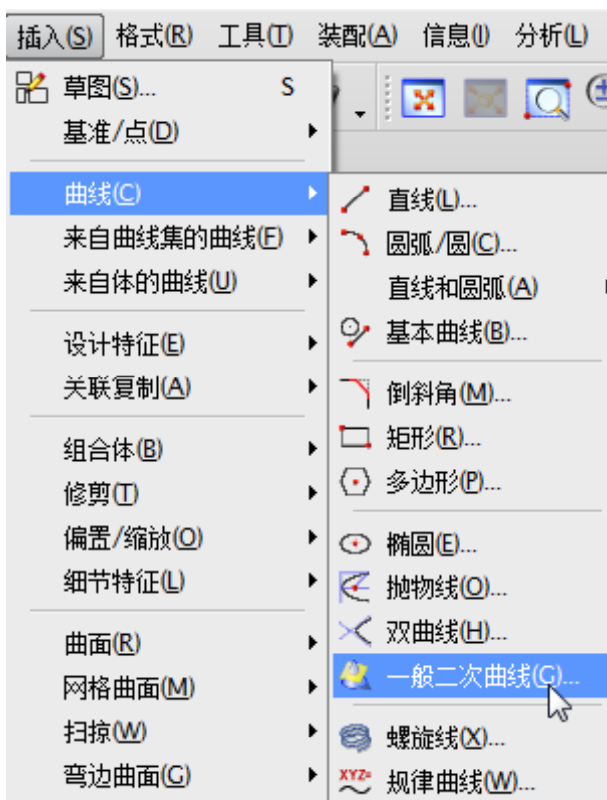 插入(S) 格式(R) 工具(T) 装配(A) 信息(I) 分析(L)
草图(S)... S
基准/点(D)
曲线(C)
来自曲线集的曲线(F)
来自体的曲线(U)
设计特征(E)
关联复制(A)
组合体(B)
修剪(T)
偏置/缩放(O)
细节特征(L)
曲面(R)
网格曲面(M)
扫掠(W)
弯边曲面(G)
直线(L)...
圆弧/圆(C)...
直线和圆弧(A)
基本曲线(B)...
倒斜角(M)...
矩形(R)...
多边形(P)...
椭圆(E)...
抛物线(O)...
双曲线(H)...
一般二次曲线(G)...
螺旋线(X)...
XYZ= 规律曲线(W)...